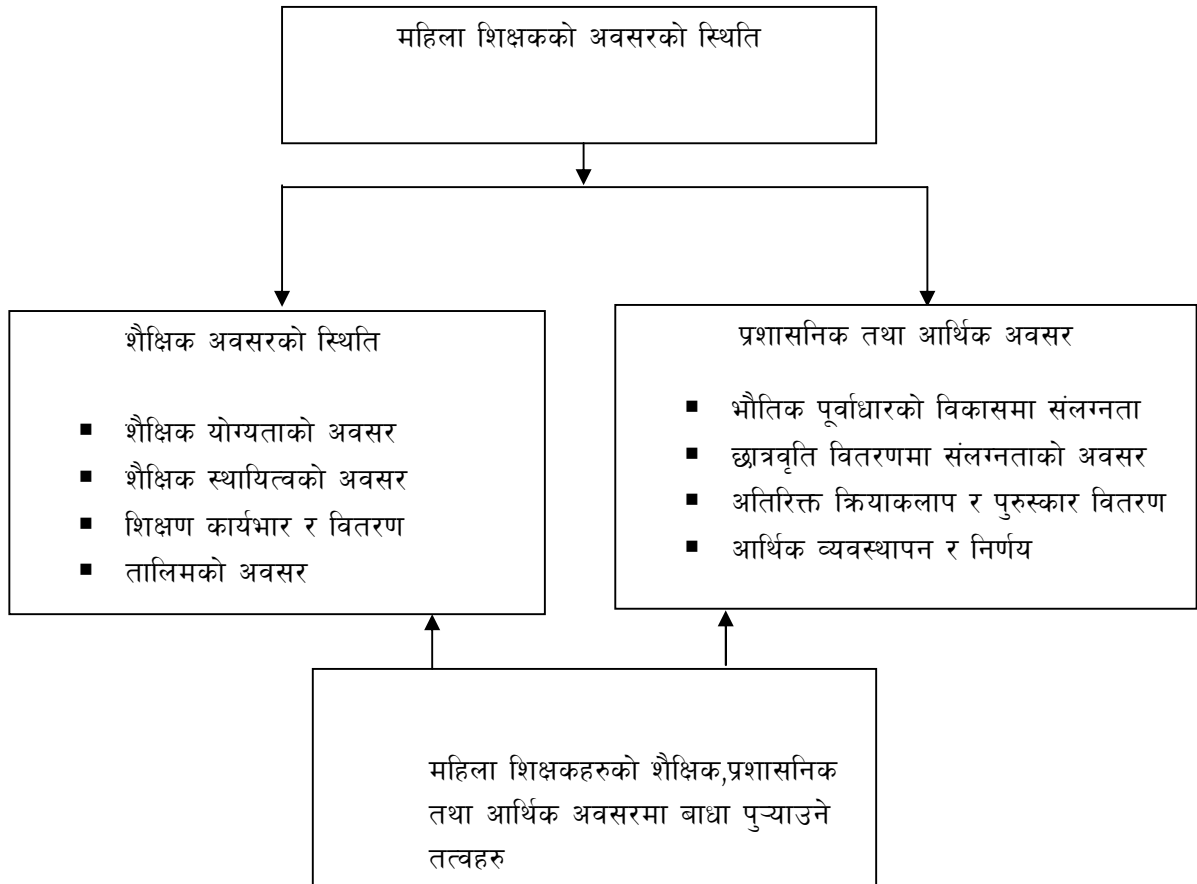 महिला शिक्षकको अवसरको स्थिति
शैक्षिक अवसरको स्थिति
■ शैक्षिक योग्यताको अवसर
■ शैक्षिक स्थायित्वको अवसर
■ शिक्षण कार्यभार र वितरण
■ तालिमको अवसर
प्रशासनिक तथा आर्थिक अवसर
■ भौतिक पूर्वाधारको विकासमा संलग्नता
■ छात्रवृति वितरणमा संलग्नताको अवसर
■ अतिरिक्त क्रियाकलाप र पुरुस्कार वितरण
■ आर्थिक व्यवस्थापन र निर्णय
महिला शिक्षकहरुको शैक्षिक,प्रशासनिक
तथा आर्थिक अवसरमा बाधा पुऱ्याउने
तत्वहरु